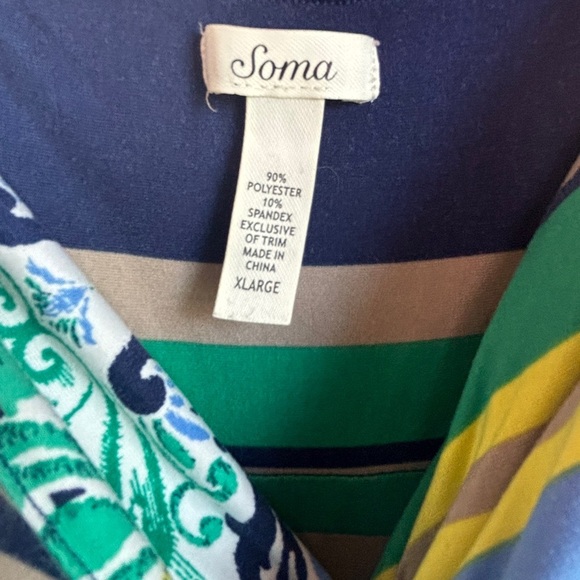 Soma
90%
POLYESTER
10%
SPANDEX
EXCLUSIVE
OF TRIM
MADE IN
CHINA
XLARGE